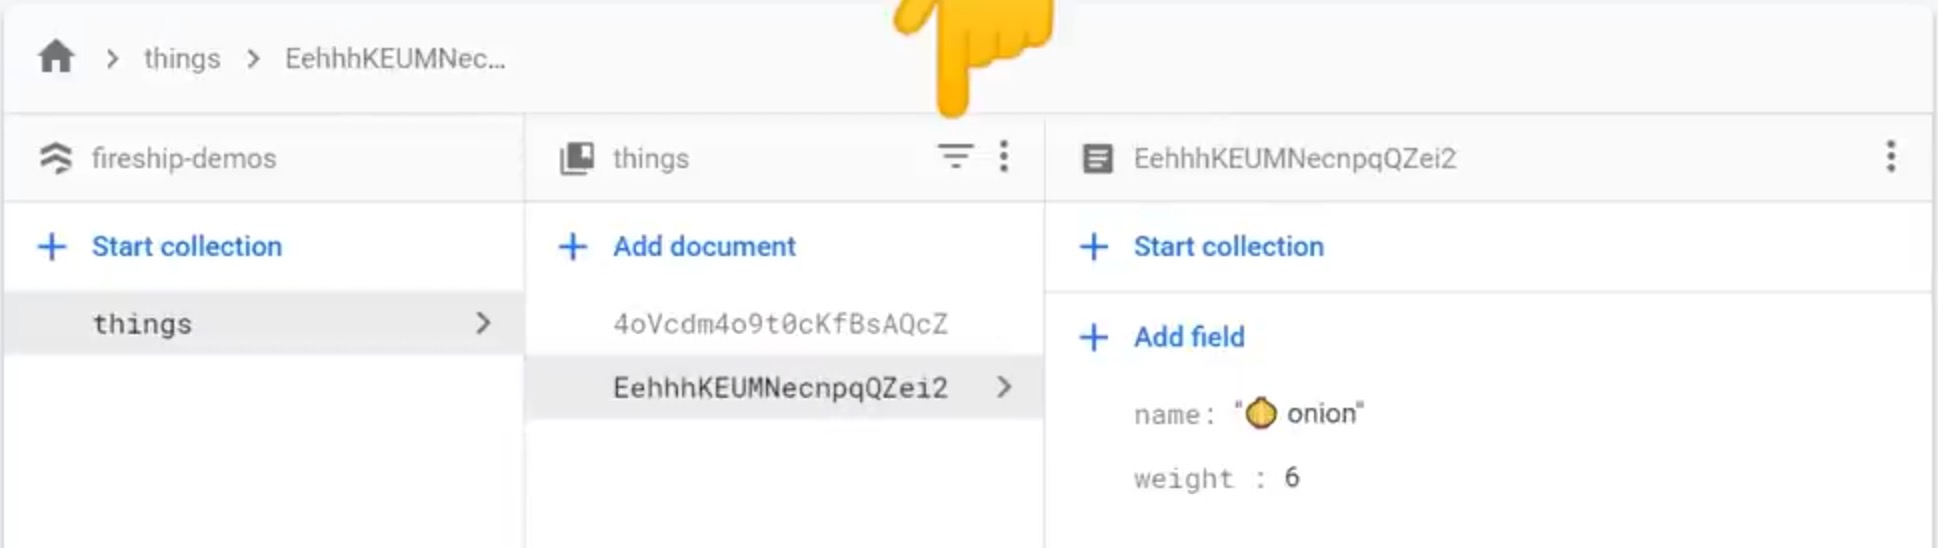 things > EehhhKEUMNec...
fireship-demos
+ Start collection
things
things
+ Add document
4oVcdm4o9t0cKfBsAQcZ
EehhhKEUMNecnpqQZei2
EehhhKEUMNecnpqQZei2
+ Start collection
+ Add field
name: "🧅 onion"
weight : 6